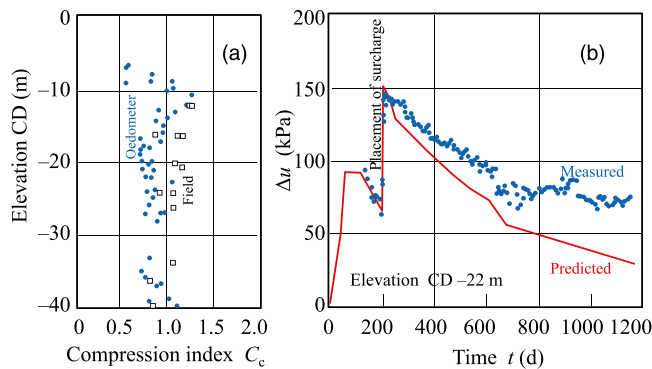 (a)
Elevation CD (m)
0
−10
−20
−30
−40
Oedometer
Field
0 0.5 1.0 1.5 2.0
Compression index Cc
(b)
Δu (kPa)
200
150
100
50
0
Placement of surcharge
Measured
Predicted
Elevation CD −22 m
0 200 400 600 800 1000 1200
Time t (d)